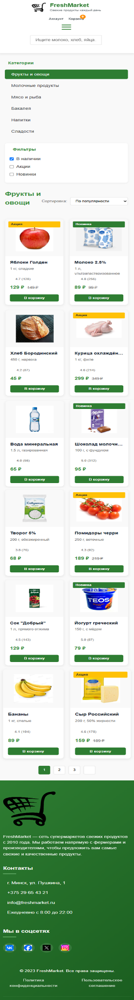 FreshMarket
Свежие продукты каждый день
Аккаунт Корзина 0
Ищите молоко, хлеб, яйца.
Категории
Фрукты и овощи
Молочные продукты
Мясо и рыба
Бакалея
Напитки
Сладости
Фильтры
В наличии
Акции
Новинки
Фрукты и
овощи
Сортировка: По популярности
Акция
Яблоки Голден
1 кг, сладкие
4.7 (128)
129 ₽ 149 ₽
В корзину
Новинка
Молоко 2.5%
1 л,
ультрапастеризованное
4.8 (256)
89 ₽ 99 ₽
В корзину
Хлеб Бородинский
450 г, нарезка
4.2 (87)
45 ₽
В корзину
Акция
Курица охлаждён...
1 кг, филе
4.6 (214)
299 ₽ 349 ₽
В корзину
Вода минеральная
1.5 л, газированная
4.0 (56)
65 ₽
В корзину
Новинка
Milka
Шоколад молочн...
100 г, с фундуком
5.0 (312)
95 ₽
В корзину
Савушкин
творог
Творог 5%
200 г, обезжиренный
3.8 (76)
68 ₽
В корзину
Акция
Помидоры черри
250 г, веточные
4.3 (92)
189 ₽ 219 ₽
В корзину
Добрый
Сок "Добрый"
1 л, прямого отжима
4.5 (143)
129 ₽
В корзину
Новинка
TEOS
Йогурт греческий
150 г, с мёдом
5.0 (87)
79 ₽
В корзину
Бананы
1 кг, спелые
4.1 (104)
89 ₽
В корзину
Акция
Сыр Российский
200 г, 50% жирности
4.6 (178)
159 ₽ 189 ₽
В корзину
1 2 3
FreshMarket — сеть супермаркетов свежих продуктов
с 2010 года. Мы работаем напрямую с фермерами и
производителями, чтобы предложить вам самые
свежие и качественные продукты.
Контакты
г. Минск, ул. Пушкина, 1
+375 29 65 43 21
info@freshmarket.ru
Ежедневно с 8:00 до 22:00
Мы в соцсетях
© 2023 FreshMarket. Все права защищены.
Политика
конфиденциальности
Пользовательское
соглашение